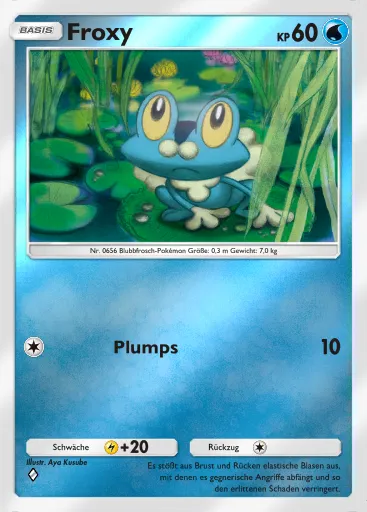 BASIS Froxy KP 60
Nr. 0656 Blubbfrosch-Pokémon Größe: 0,3 m Gewicht: 7,0 kg
Plumps 10
Schwäche +20 Rückzug
Illustr. Aya Kusube
Es stößt aus Brust und Rücken elastische Blasen aus,
mit denen es gegnerische Angriffe abfängt und so
den erlittenen Schaden verringert.